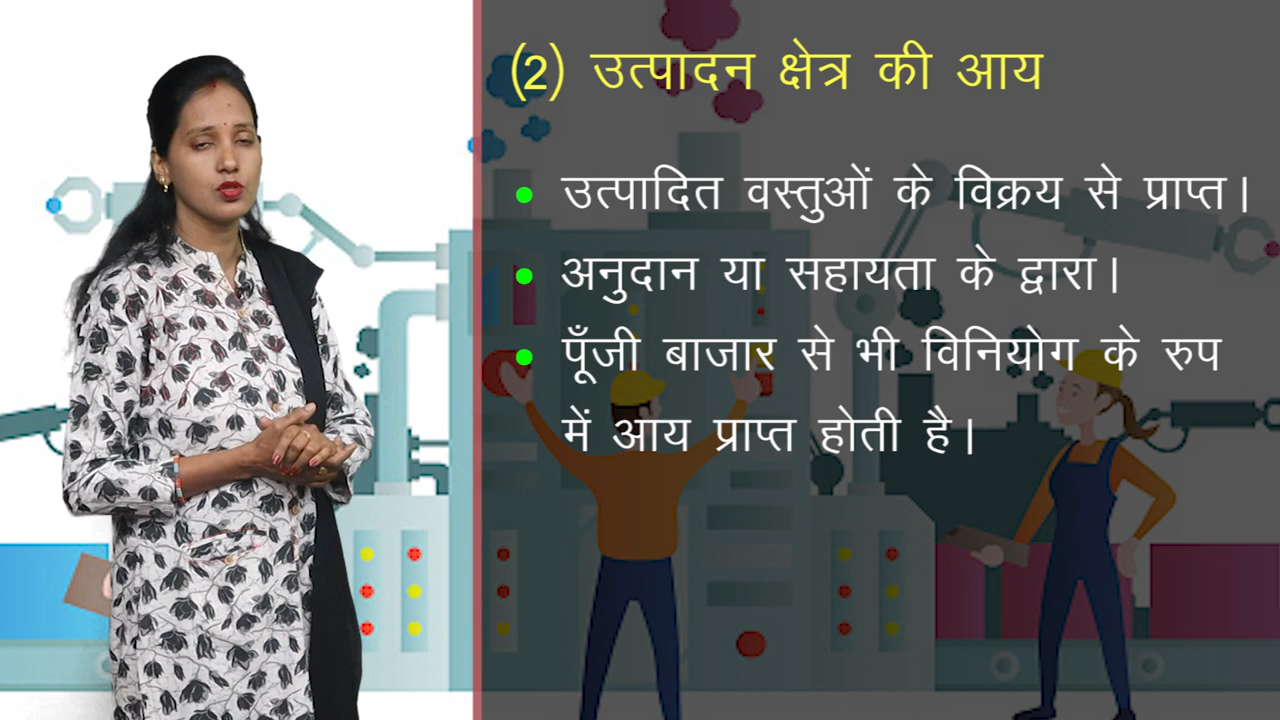 (2) उत्पादन क्षेत्र की आय
• उत्पादित वस्तुओं के विक्रय से प्राप्त।
• अनुदान या सहायता के द्वारा।
• पूँजी बाजार से भी विनियोग के रुप
में आय प्राप्त होती है।